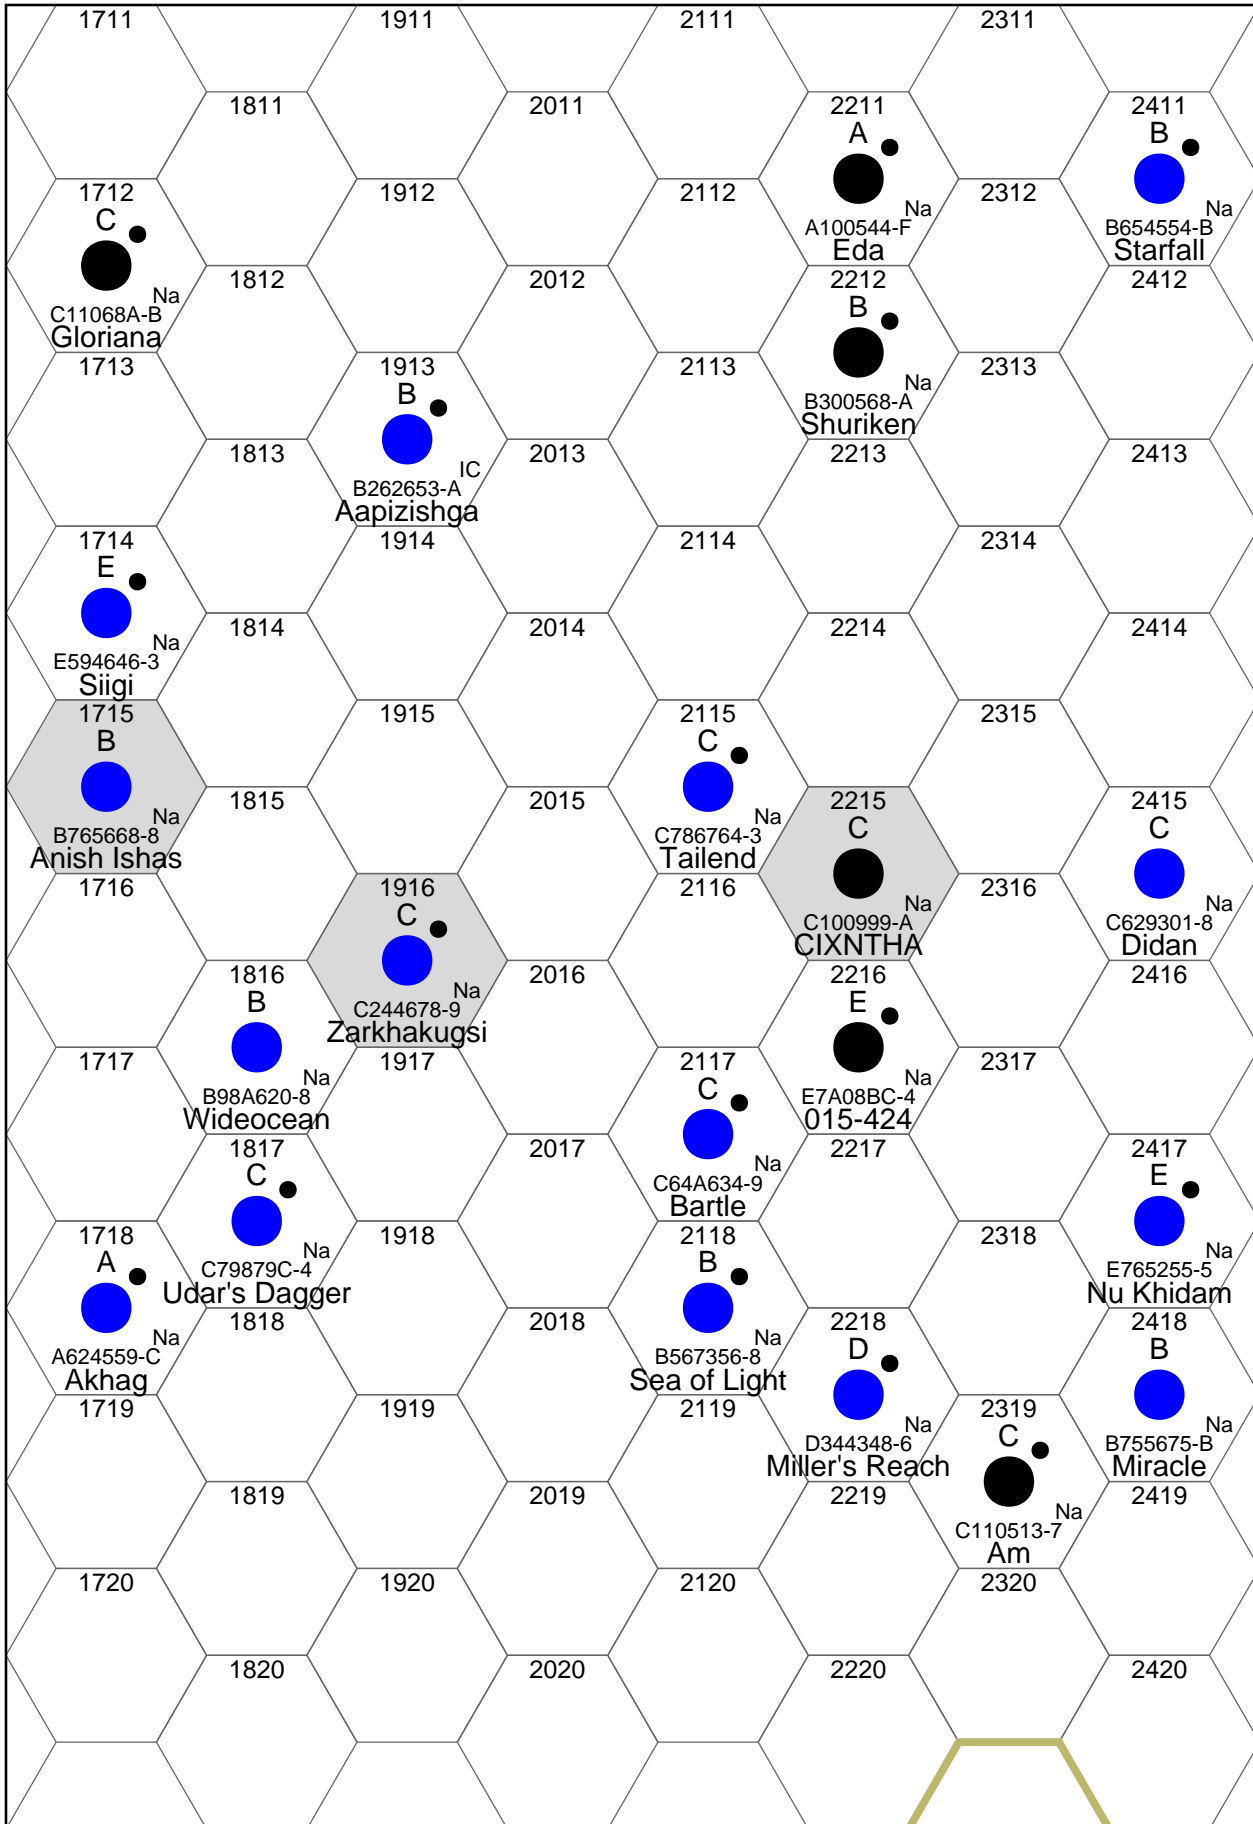 1711
1911
2111
2311
1811
2011
2211
A
Na
A100544-F
Eda
2411
B
Na
B654554-B
Starfall
1712
C
Na
C11068A-B
Gloriana
1912
2112
2312
1812
2012
2212
B
Na
B300568-A
Shuriken
2412
1713
1913
B
IC
B262653-A
Aapizishga
2113
2313
1813
2013
2213
2413
1714
E
Na
E594646-3
Siigi
1914
2114
2314
1814
2014
2214
2414
1715
B
Na
B765668-8
Anish Ishas
1915
2115
C
Na
C786764-3
Tailend
2315
1815
2015
2215
C
Na
C100999-A
CIXNTHA
2415
C
Na
C629301-8
Didan
1716
1916
C
Na
C244678-9
Zarkhakugsi
2116
2316
1816
B
Na
B98A620-8
Wideocean
2016
2216
E
Na
E7A08BC-4
015-424
2416
1717
1917
2117
C
Na
C64A634-9
Bartle
2317
1817
C
Na
C79879C-4
Udar's Dagger
2017
2217
2417
E
Na
E765255-5
Nu Khidam
1718
A
Na
A624559-C
Akhag
1918
2118
B
Na
B567356-8
Sea of Light
2318
1818
2018
2218
D
Na
D344348-6
Miller's Reach
2418
B
Na
B755675-B
Miracle
1719
1919
2119
2319
C
Na
C110513-7
Am
1819
2019
2219
2419
1720
1920
2120
2320
1820
2020
2220
2420